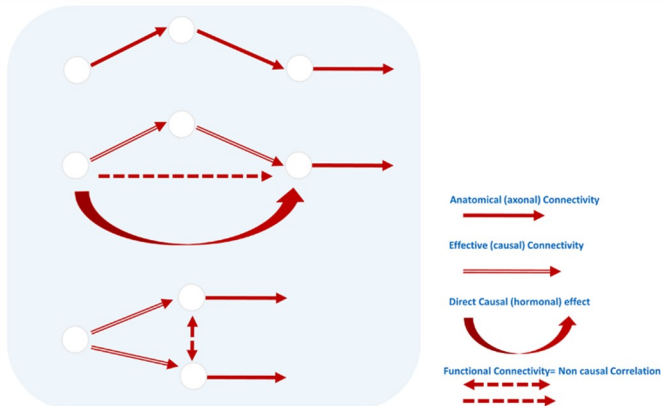 Anatomical (axonal) Connectivity
Effective (causal) Connectivity
Direct Causal (hormonal) effect
Functional Connectivity= Non causal Correlation